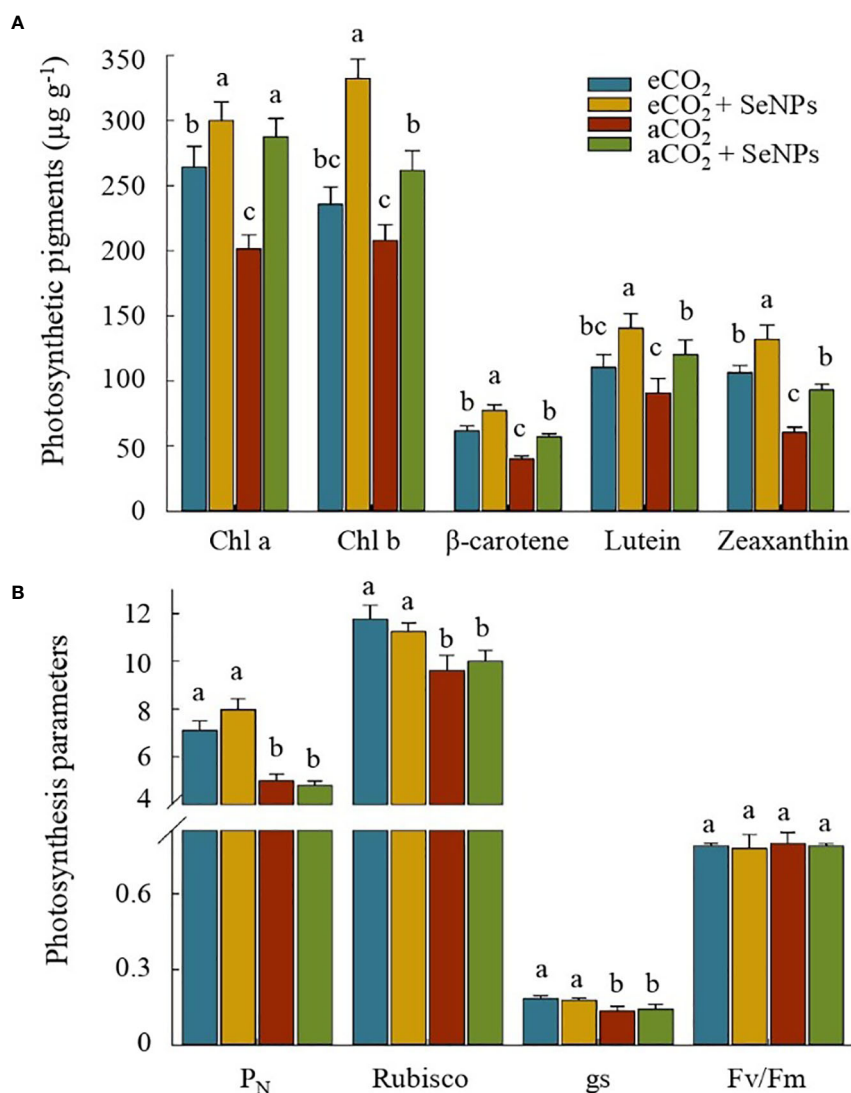 A
Photosynthetic pigments (µg g⁻¹)
350
300
250
200
150
100
50
0
eCO₂
eCO₂ + SeNPs
aCO₂
aCO₂ + SeNPs
b a c a
bc a c b
b a c b
bc a c b
b a c b
Chl a Chl b β-carotene Lutein Zeaxanthin
B
Photosynthesis parameters
12
10
8
6
4
0.6
0.3
0
a a b b
a a b b
a a b b
a a a a
P_N Rubisco gs Fv/Fm